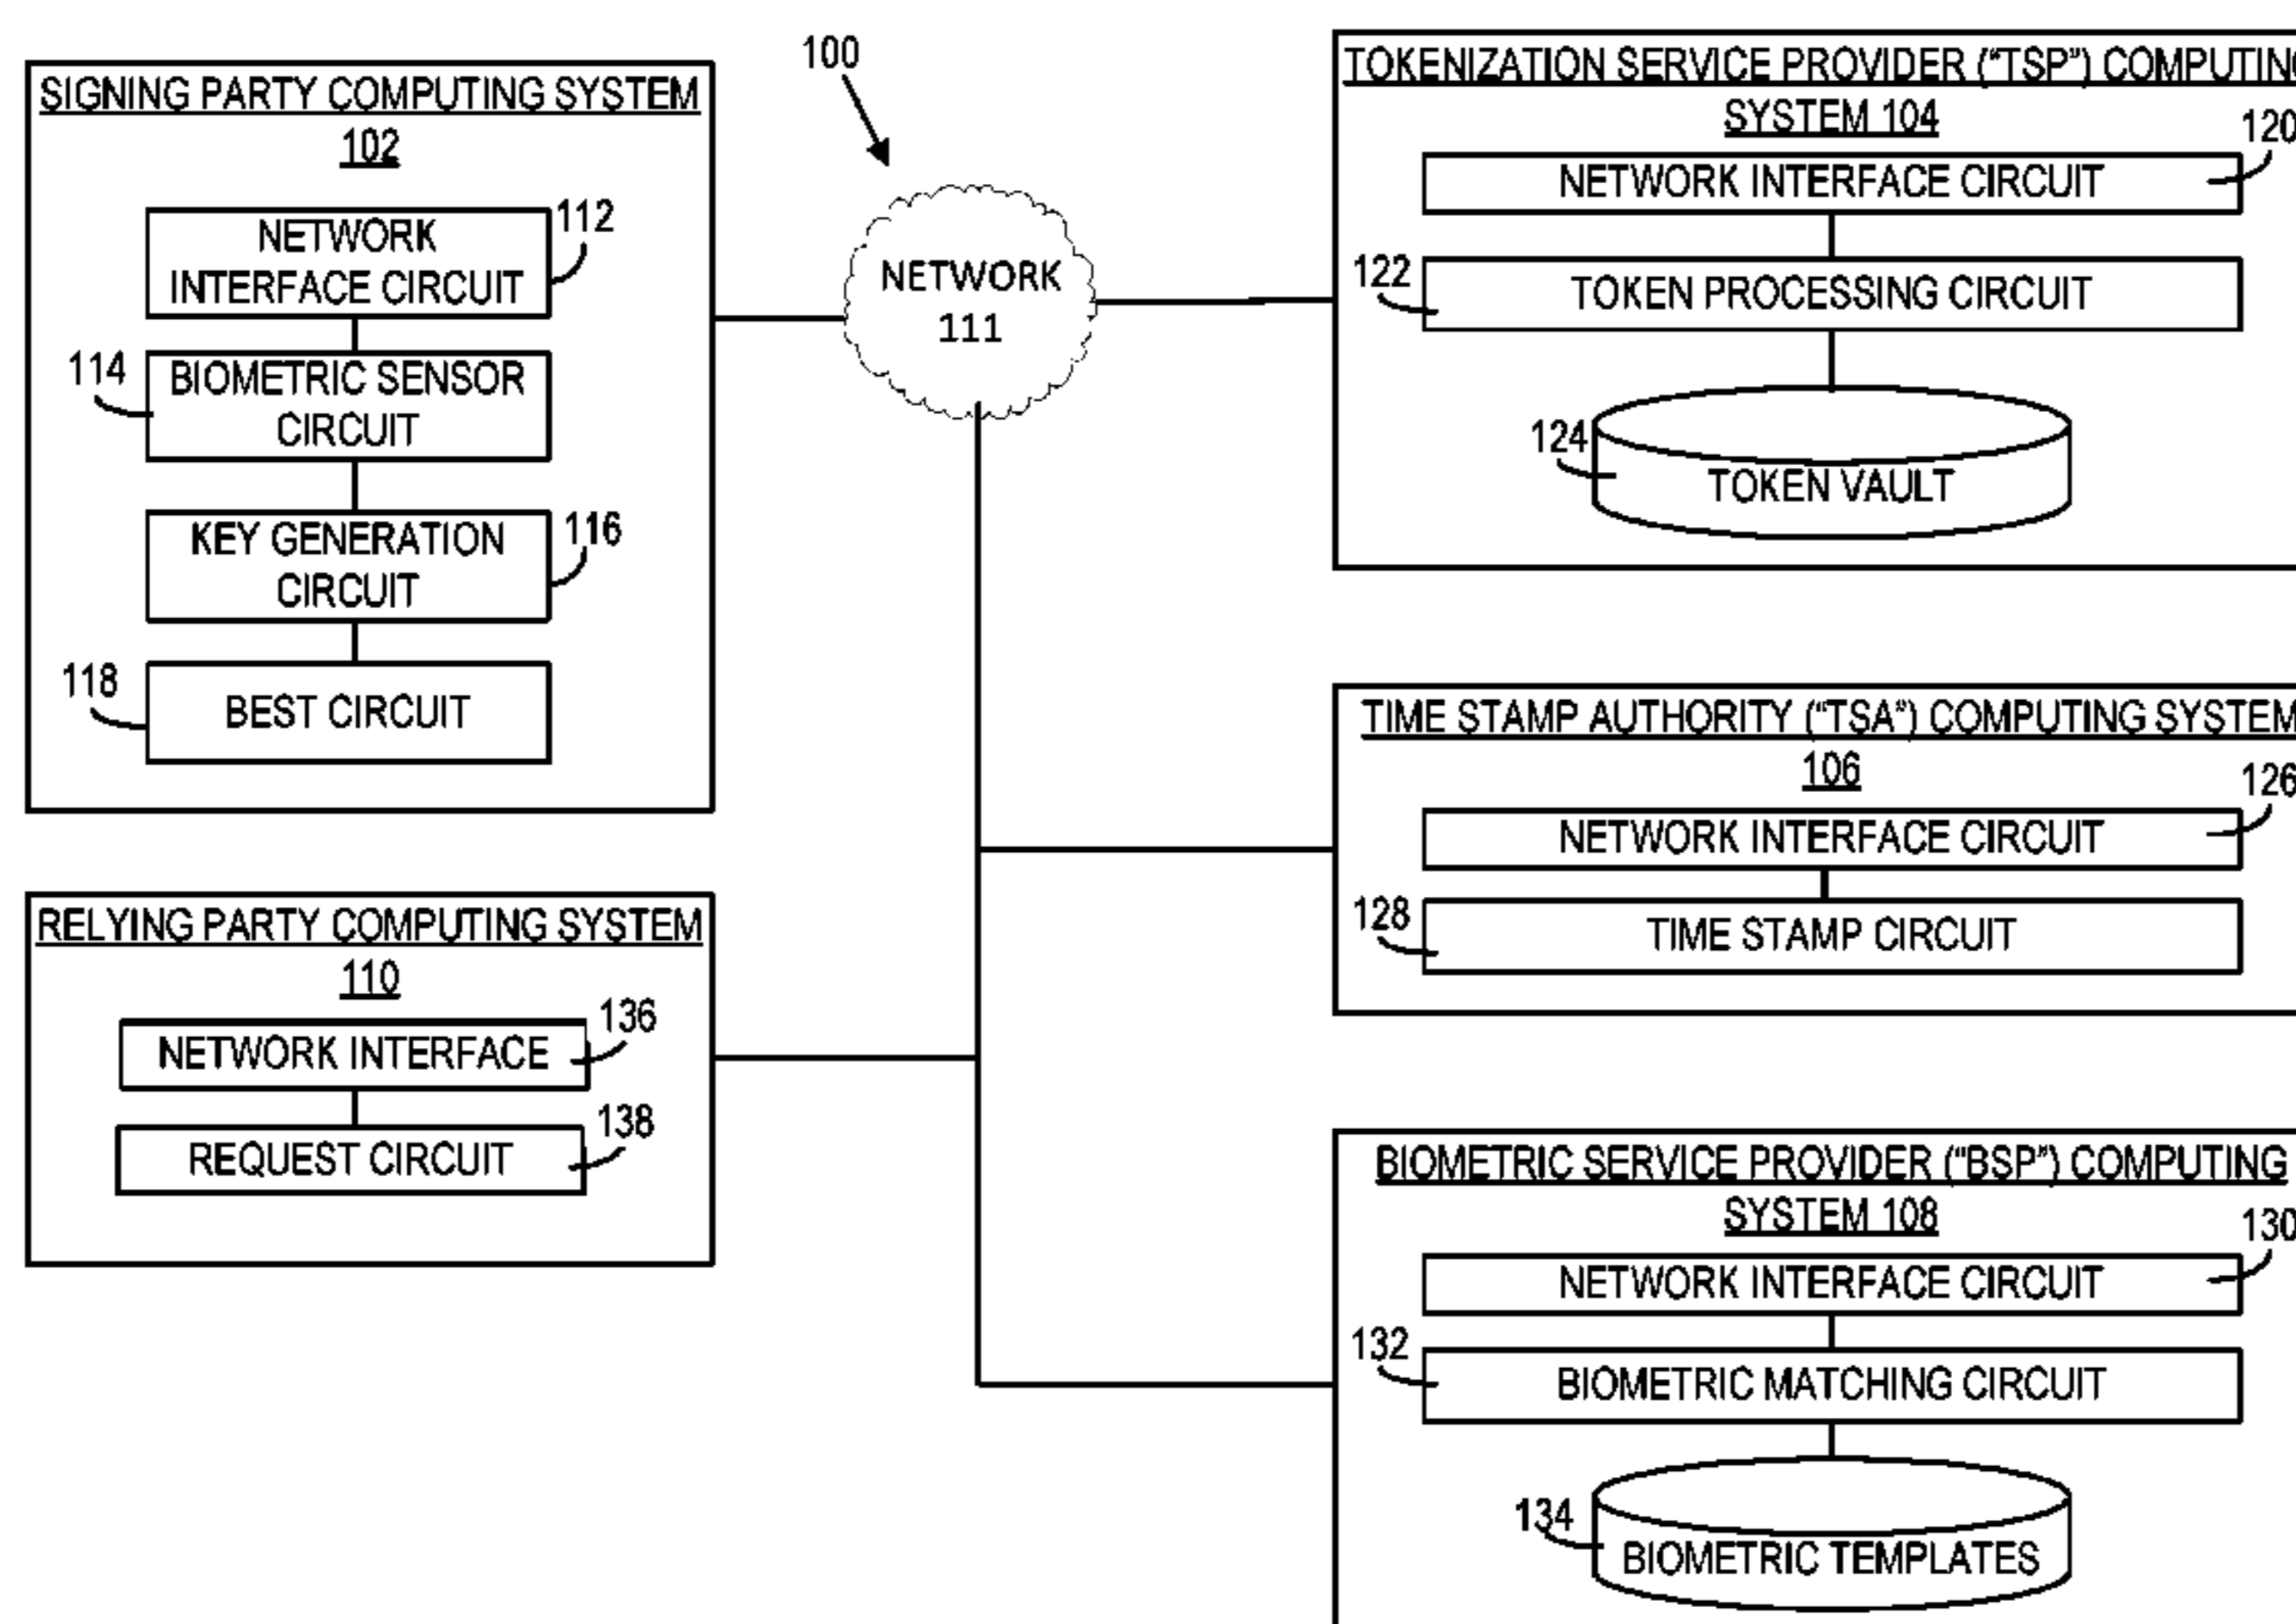 100
SIGNING PARTY COMPUTING SYSTEM
102
NETWORK
INTERFACE CIRCUIT
112
114
BIOMETRIC SENSOR
CIRCUIT
KEY GENERATION
CIRCUIT
116
118
BEST CIRCUIT
RELYING PARTY COMPUTING SYSTEM
110
NETWORK INTERFACE
136
REQUEST CIRCUIT
138
NETWORK
111
TOKENIZATION SERVICE PROVIDER ("TSP") COMPUTING
SYSTEM 104
120
NETWORK INTERFACE CIRCUIT
122
TOKEN PROCESSING CIRCUIT
124
TOKEN VAULT
TIME STAMP AUTHORITY ("TSA") COMPUTING SYSTEM
106
126
NETWORK INTERFACE CIRCUIT
128
TIME STAMP CIRCUIT
BIOMETRIC SERVICE PROVIDER ("BSP") COMPUTING
SYSTEM 108
130
NETWORK INTERFACE CIRCUIT
132
BIOMETRIC MATCHING CIRCUIT
134
BIOMETRIC TEMPLATES